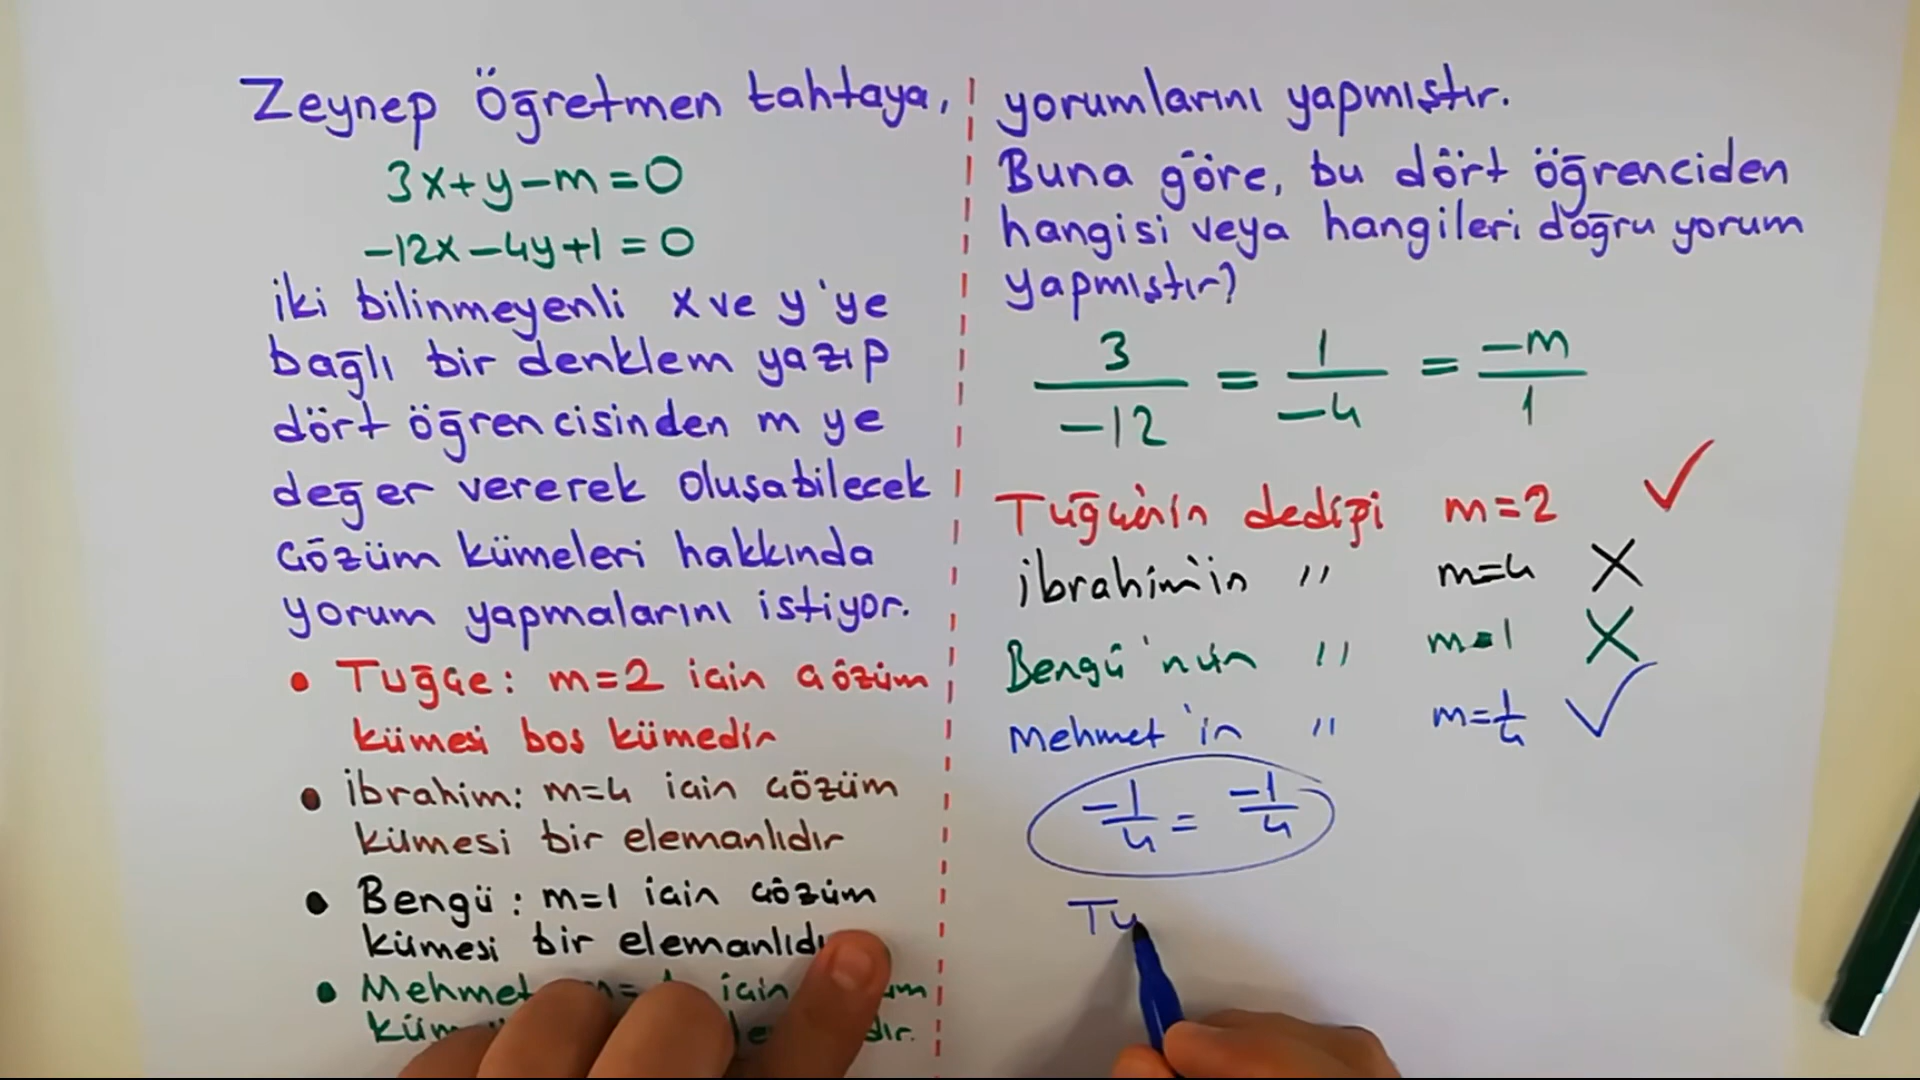 Zeynep Öğretmen tahtaya,
3x+y-m=0
-12x-4y+1=0
iki bilinmeyenli x ve y'ye
bağlı bir denklem yazıp
dört öğrencisinden m ye
değer vererek oluşabilecek
çözüm kümeleri hakkında
yorum yapmalarını istiyor.
• Tuğçe: m=2 için çözüm
kümesi boş kümedir
• İbrahim: m=4 için çözüm
kümesi bir elemanlıdır
• Bengü: m=1 için çözüm
kümesi bir elemanlıdı
• Mehmet için
yorumlarını yapmıştır.
Buna göre, bu dört öğrenciden
hangisi veya hangileri doğru yorum
yapmıştır?
3/-12 = 1/-4 = -m/1
Tuğçe'nin dediği m=2 ✓
İbrahim'in " m=4 X
Bengü'nün " m=1 X
Mehmet'in " m=1/4 ✓
-1/4 = -1/4
Tu